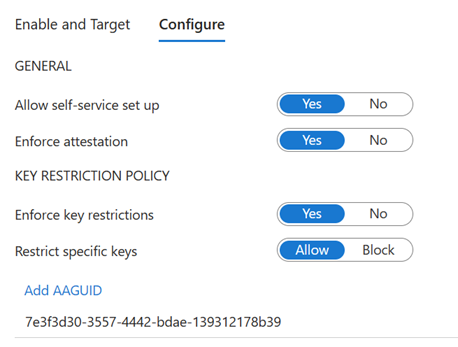 Enable and Target Configure
GENERAL
Allow self-service set up Yes No
Enforce attestation Yes No
KEY RESTRICTION POLICY
Enforce key restrictions Yes No
Restrict specific keys Allow Block
Add AAGUID
7e3f3d30-3557-4442-bdae-139312178b39